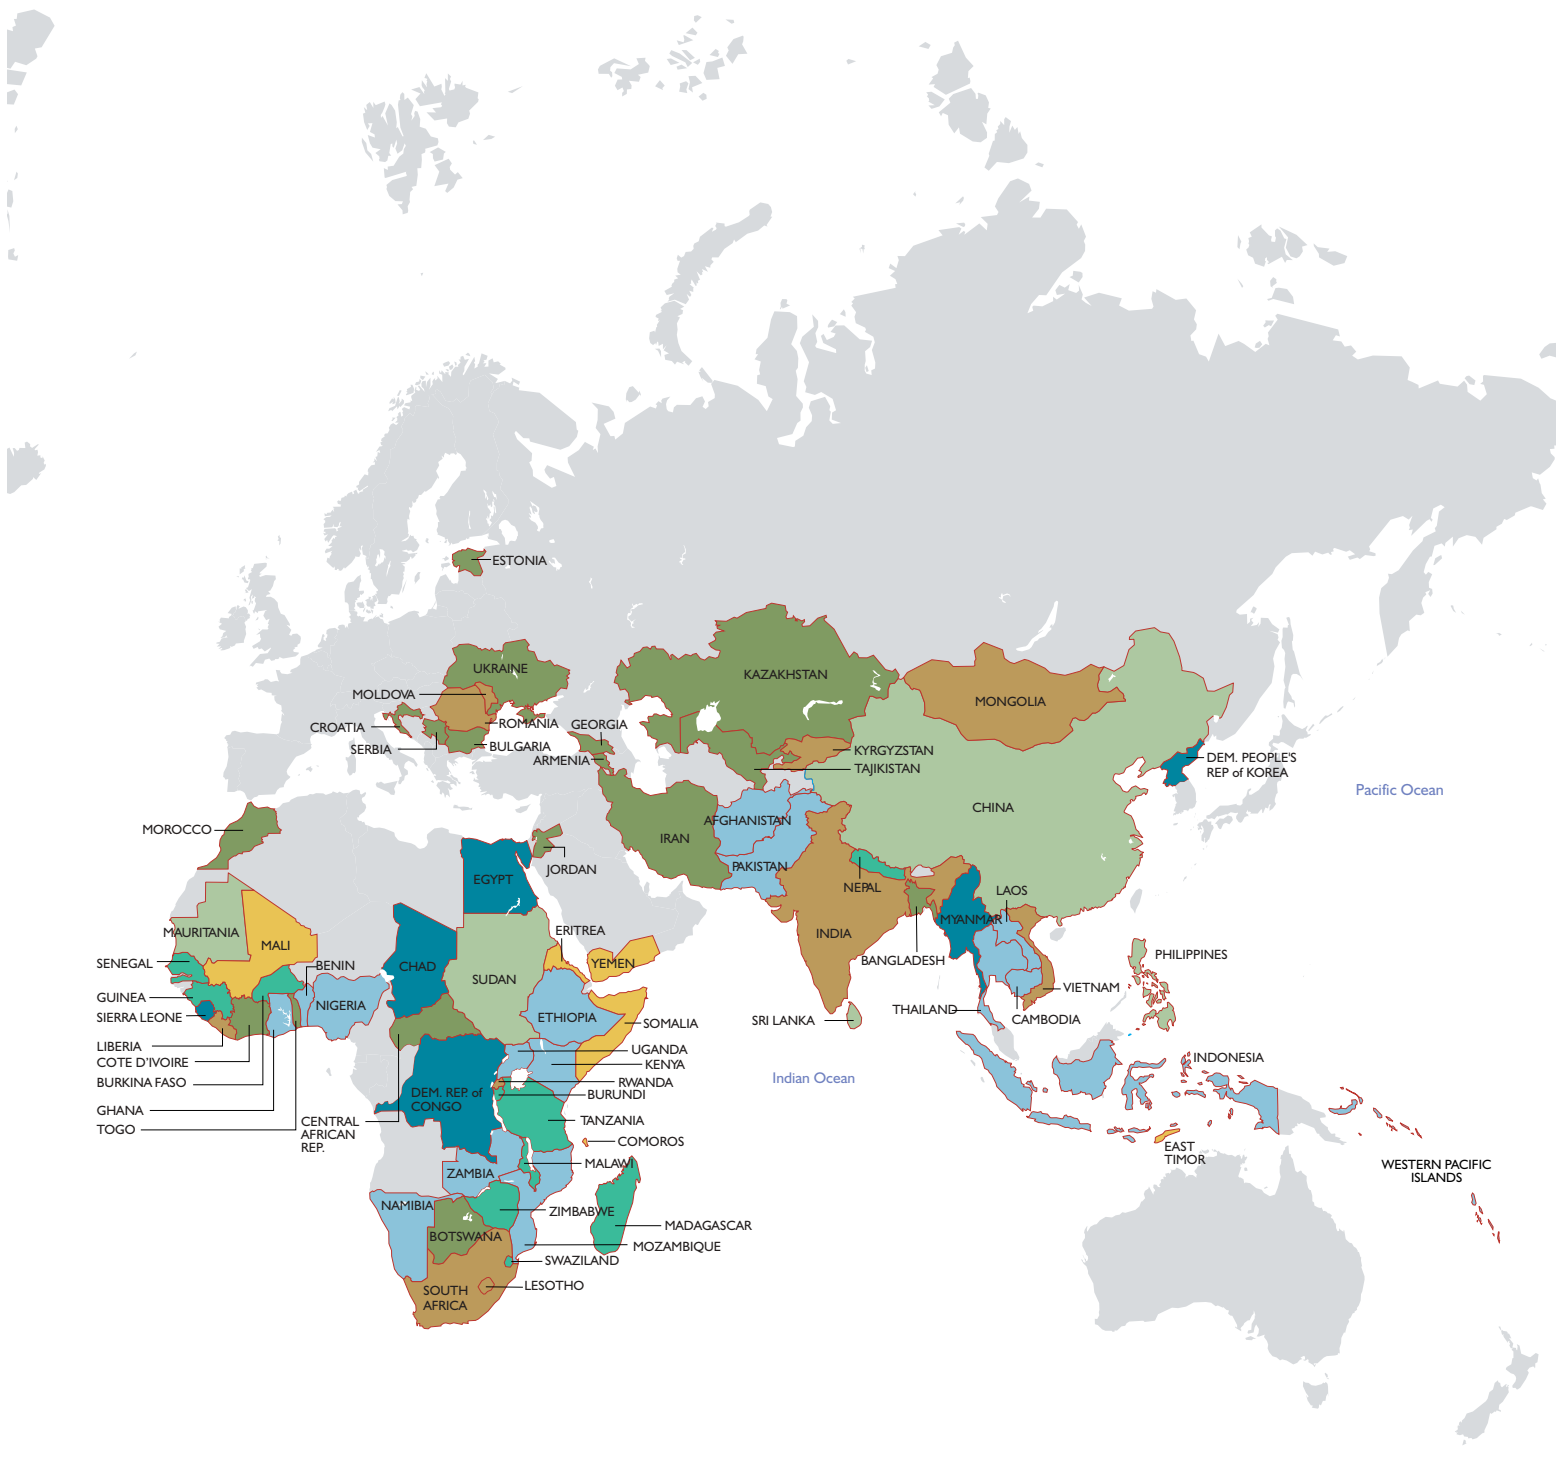 ESTONIA
UKRAINE
KAZAKHSTAN
MOLDOVA
MONGOLIA
CROATIA
ROMANIA
GEORGIA
SERBIA
BULGARIA
ARMENIA
KYRGYZSTAN
TAJIKISTAN
DEM. PEOPLE'S
REP of KOREA
Pacific Ocean
CHINA
MOROCCO
AFGHANISTAN
IRAN
JORDAN
PAKISTAN
EGYPT
NEPAL
LAOS
MYANMAR
MAURITANIA
MALI
ERITREA
INDIA
YEMEN
BANGLADESH
PHILIPPINES
SENEGAL
BENIN
CHAD
SUDAN
GUINEA
NIGERIA
VIETNAM
SIERRA LEONE
ETHIOPIA
SOMALIA
SRI LANKA
THAILAND
CAMBODIA
LIBERIA
UGANDA
INDONESIA
COTE D'IVOIRE
KENYA
BURKINA FASO
RWANDA
Indian Ocean
DEM. REP. of
CONGO
BURUNDI
GHANA
TOGO
CENTRAL
AFRICAN
REP.
TANZANIA
COMOROS
EAST
TIMOR
MALAWI
ZAMBIA
WESTERN PACIFIC
ISLANDS
NAMIBIA
ZIMBABWE
MADAGASCAR
BOTSWANA
MOZAMBIQUE
SWAZILAND
LESOTHO
SOUTH
AFRICA